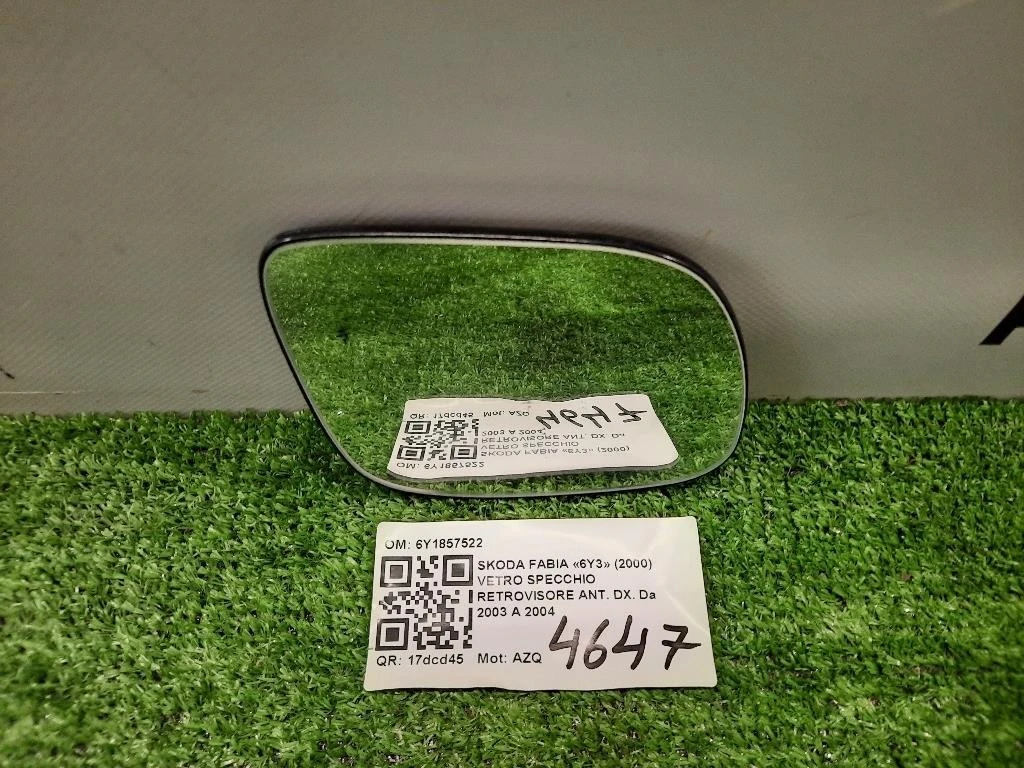 OM: 6Y1857522
SKODA FABIA «6Y3» (2000)
VETRO SPECCHIO
RETROVISORE ANT. DX. Da
2003 A 2004
4647
QR: 17dcd45 Mot: AZQ